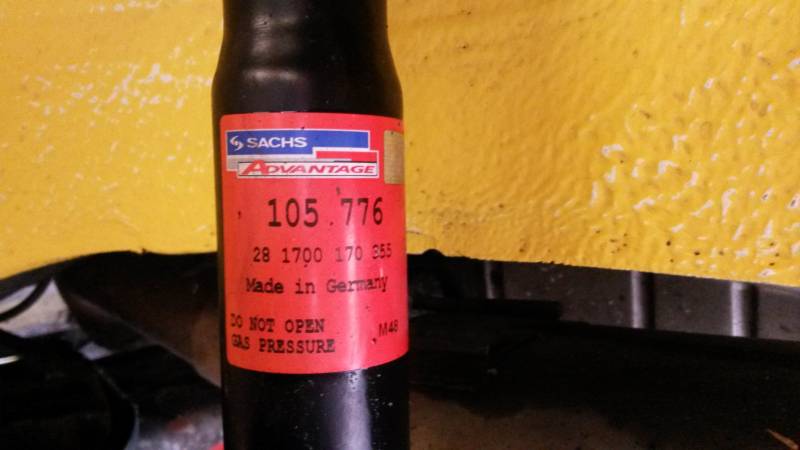 SACHS
ADVANTAGE
105 776
28 1700 170 355
Made in Germany
DO NOT OPEN
GAS PRESSURE
M48